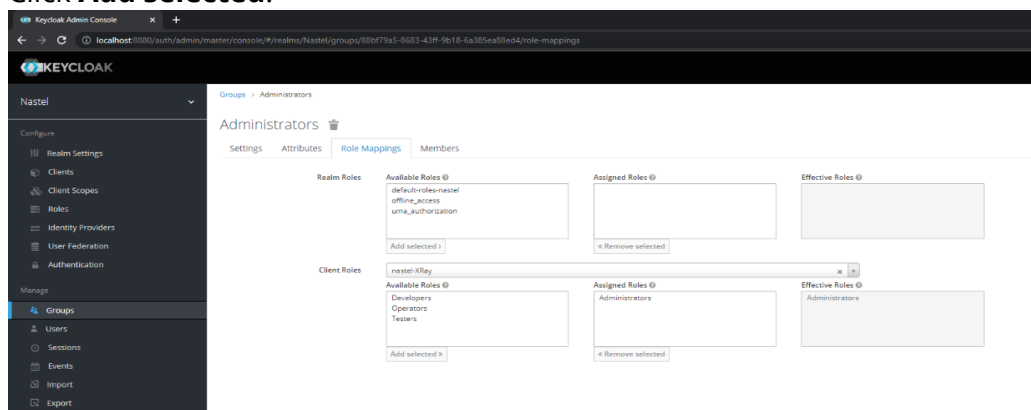 Click Add selected.
Keycloak Admin Console
localhost:8880/auth/admin/master/console/#/realms/Nastel/groups/88bf79a5-8683-43ff-9b18-6a385ea88ed4/role-mappings
KEYCLOAK
Nastel
Configure
Realm Settings
Clients
Client Scopes
Roles
Identity Providers
User Federation
Authentication
Manage
Groups
Users
Sessions
Events
Import
Export
Groups > Administrators
Administrators
Settings Attributes Role Mappings Members
Realm Roles
Available Roles
default-roles-nastel
offline_access
uma_authorization
Add selected >
Assigned Roles
« Remove selected
Effective Roles
Client Roles
nastel-XRay
Available Roles
Developers
Operators
Testers
Add selected »
Assigned Roles
Administrators
« Remove selected
Effective Roles
Administrators